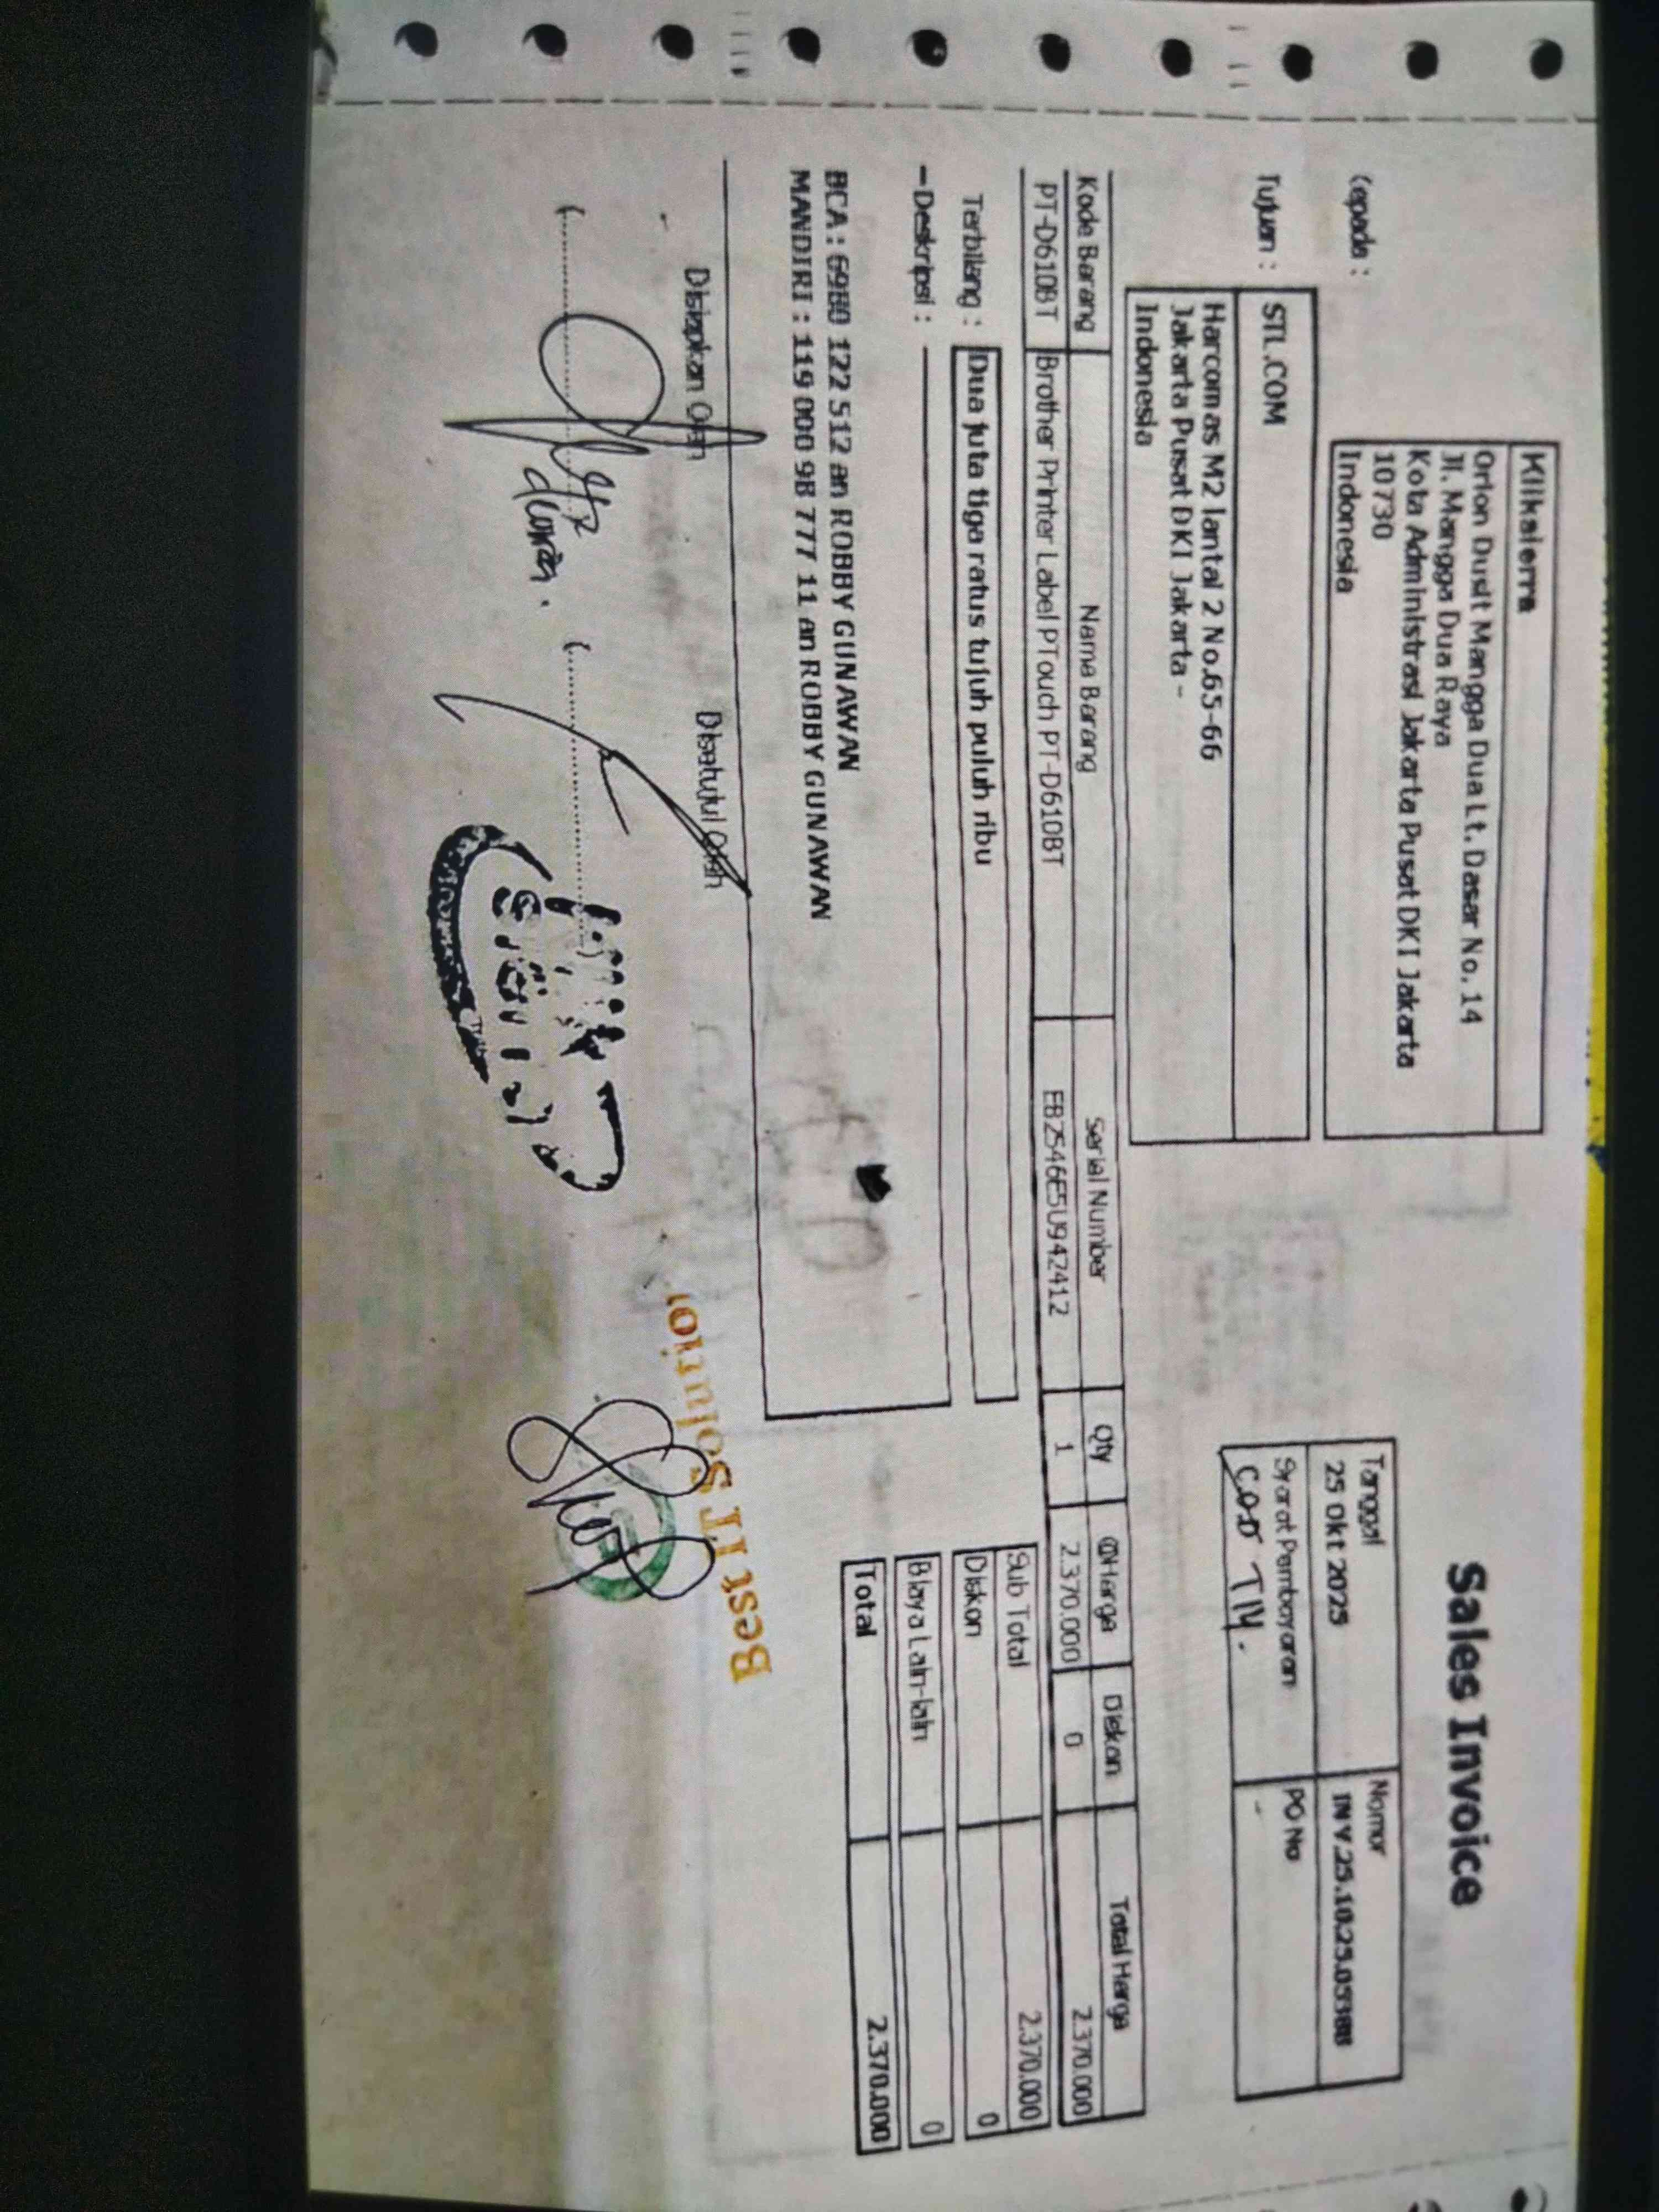 Sales Invoice
Kliksierra
Orion Dusit Mangga Dua Lt. Dasar No. 14
Jl. Mangga Dua Raya
Kota Administrasi Jakarta Pusat DKI Jakarta
10730
Indonesia
Tanggal
25 Okt 2025
Nomor
INV.25.10.25.05388
Syarat Pembayaran
COD
PO No
-
epada :
STL.COM
Tujuan :
Harcomas M2 lantai 2 No.65-66
Jakarta Pusat DKI Jakarta -
Indonesia
Kode Barang Nama Barang Serial Number Qty @Harga Diskon Total Harga
PT-D610BT Brother Printer Label PTouch PT-D610BT EB2546E5U942412 1 2.370.000 0 2.370.000
Terbilang : Dua juta tiga ratus tujuh puluh ribu
Sub Total 2.370.000
Diskon 0
Biaya Lain-lain 0
Total 2.370.000
Deskripsi :
BCA : 6980 122 512 an ROBBY GUNAWAN
MANDIRI : 119 000 98 777 11 an ROBBY GUNAWAN
Disiapkan Oleh
Disetujui Oleh
Best IT Solution